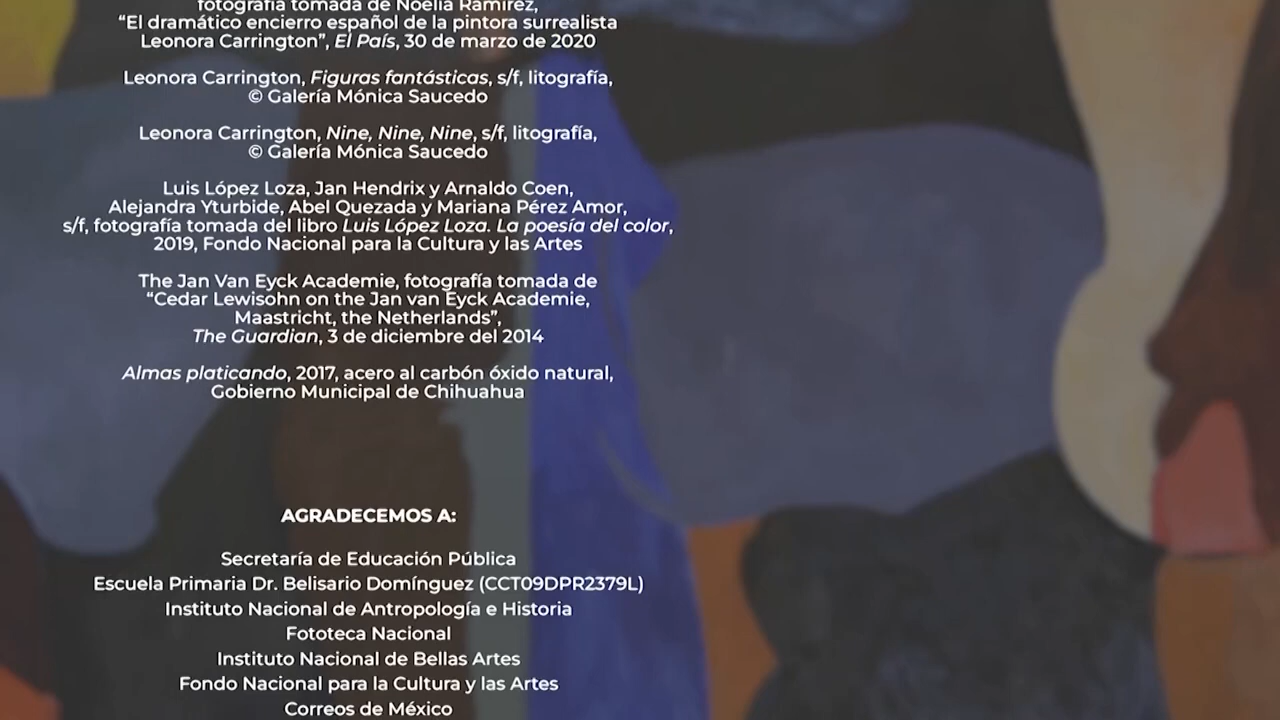 fotografía tomada de Noelia Ramírez,
“El dramático encierro español de la pintora surrealista
Leonora Carrington”, El País, 30 de marzo de 2020
Leonora Carrington, Figuras fantásticas, s/f, litografía,
© Galería Mónica Saucedo
Leonora Carrington, Nine, Nine, Nine, s/f, litografía,
© Galería Mónica Saucedo
Luis López Loza, Jan Hendrix y Arnaldo Coen,
Alejandra Yturbide, Abel Quezada y Mariana Pérez Amor,
s/f, fotografía tomada del libro Luis López Loza. La poesía del color,
2019, Fondo Nacional para la Cultura y las Artes
The Jan Van Eyck Academie, fotografía tomada de
“Cedar Lewisohn on the Jan van Eyck Academie,
Maastricht, the Netherlands”,
The Guardian, 3 de diciembre del 2014
Almas platicando, 2017, acero al carbón óxido natural,
Gobierno Municipal de Chihuahua
AGRADECEMOS A:
Secretaría de Educación Pública
Escuela Primaria Dr. Belisario Domínguez (CCT09DPR2379L)
Instituto Nacional de Antropología e Historia
Fototeca Nacional
Instituto Nacional de Bellas Artes
Fondo Nacional para la Cultura y las Artes
Correos de México